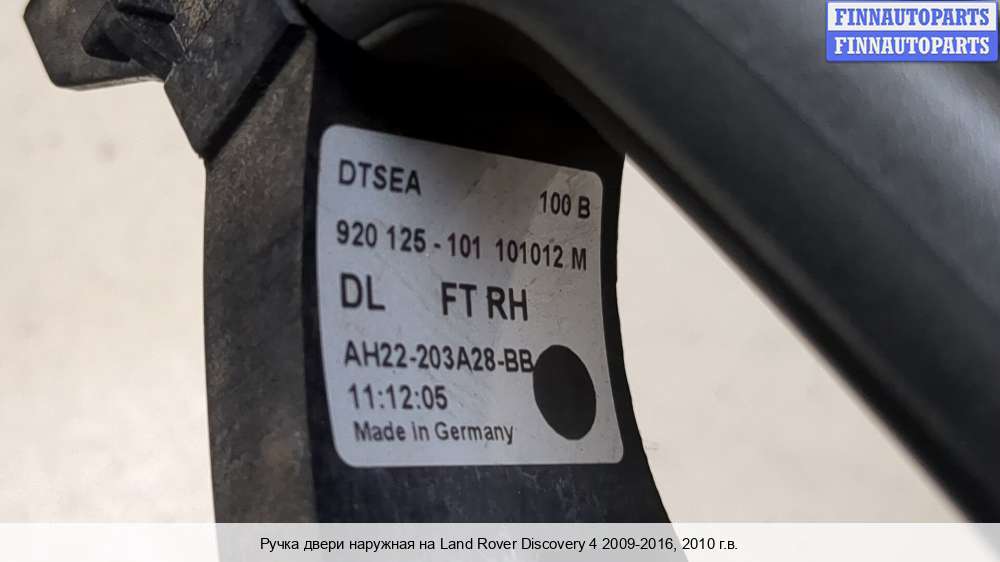 FINNAUTOPARTS
FINNAUTOPARTS
DTSEA
100 B
920 125 - 101 101012 M
DL FT RH
AH22-203A28-BB
11:12:05
Made in Germany
Ручка двери наружная на Land Rover Discovery 4 2009-2016, 2010 г.в.